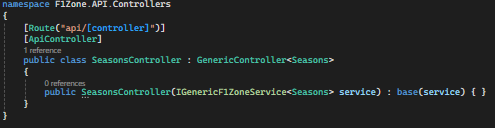 namespace F1Zone.API.Controllers
{
[Route("api/[controller]")]
[ApiController]
1 reference
public class SeasonsController : GenericController<Seasons>
{
0 references
public SeasonsController(IGenericF1ZoneService<Seasons> service) : base(service) { }
}
}